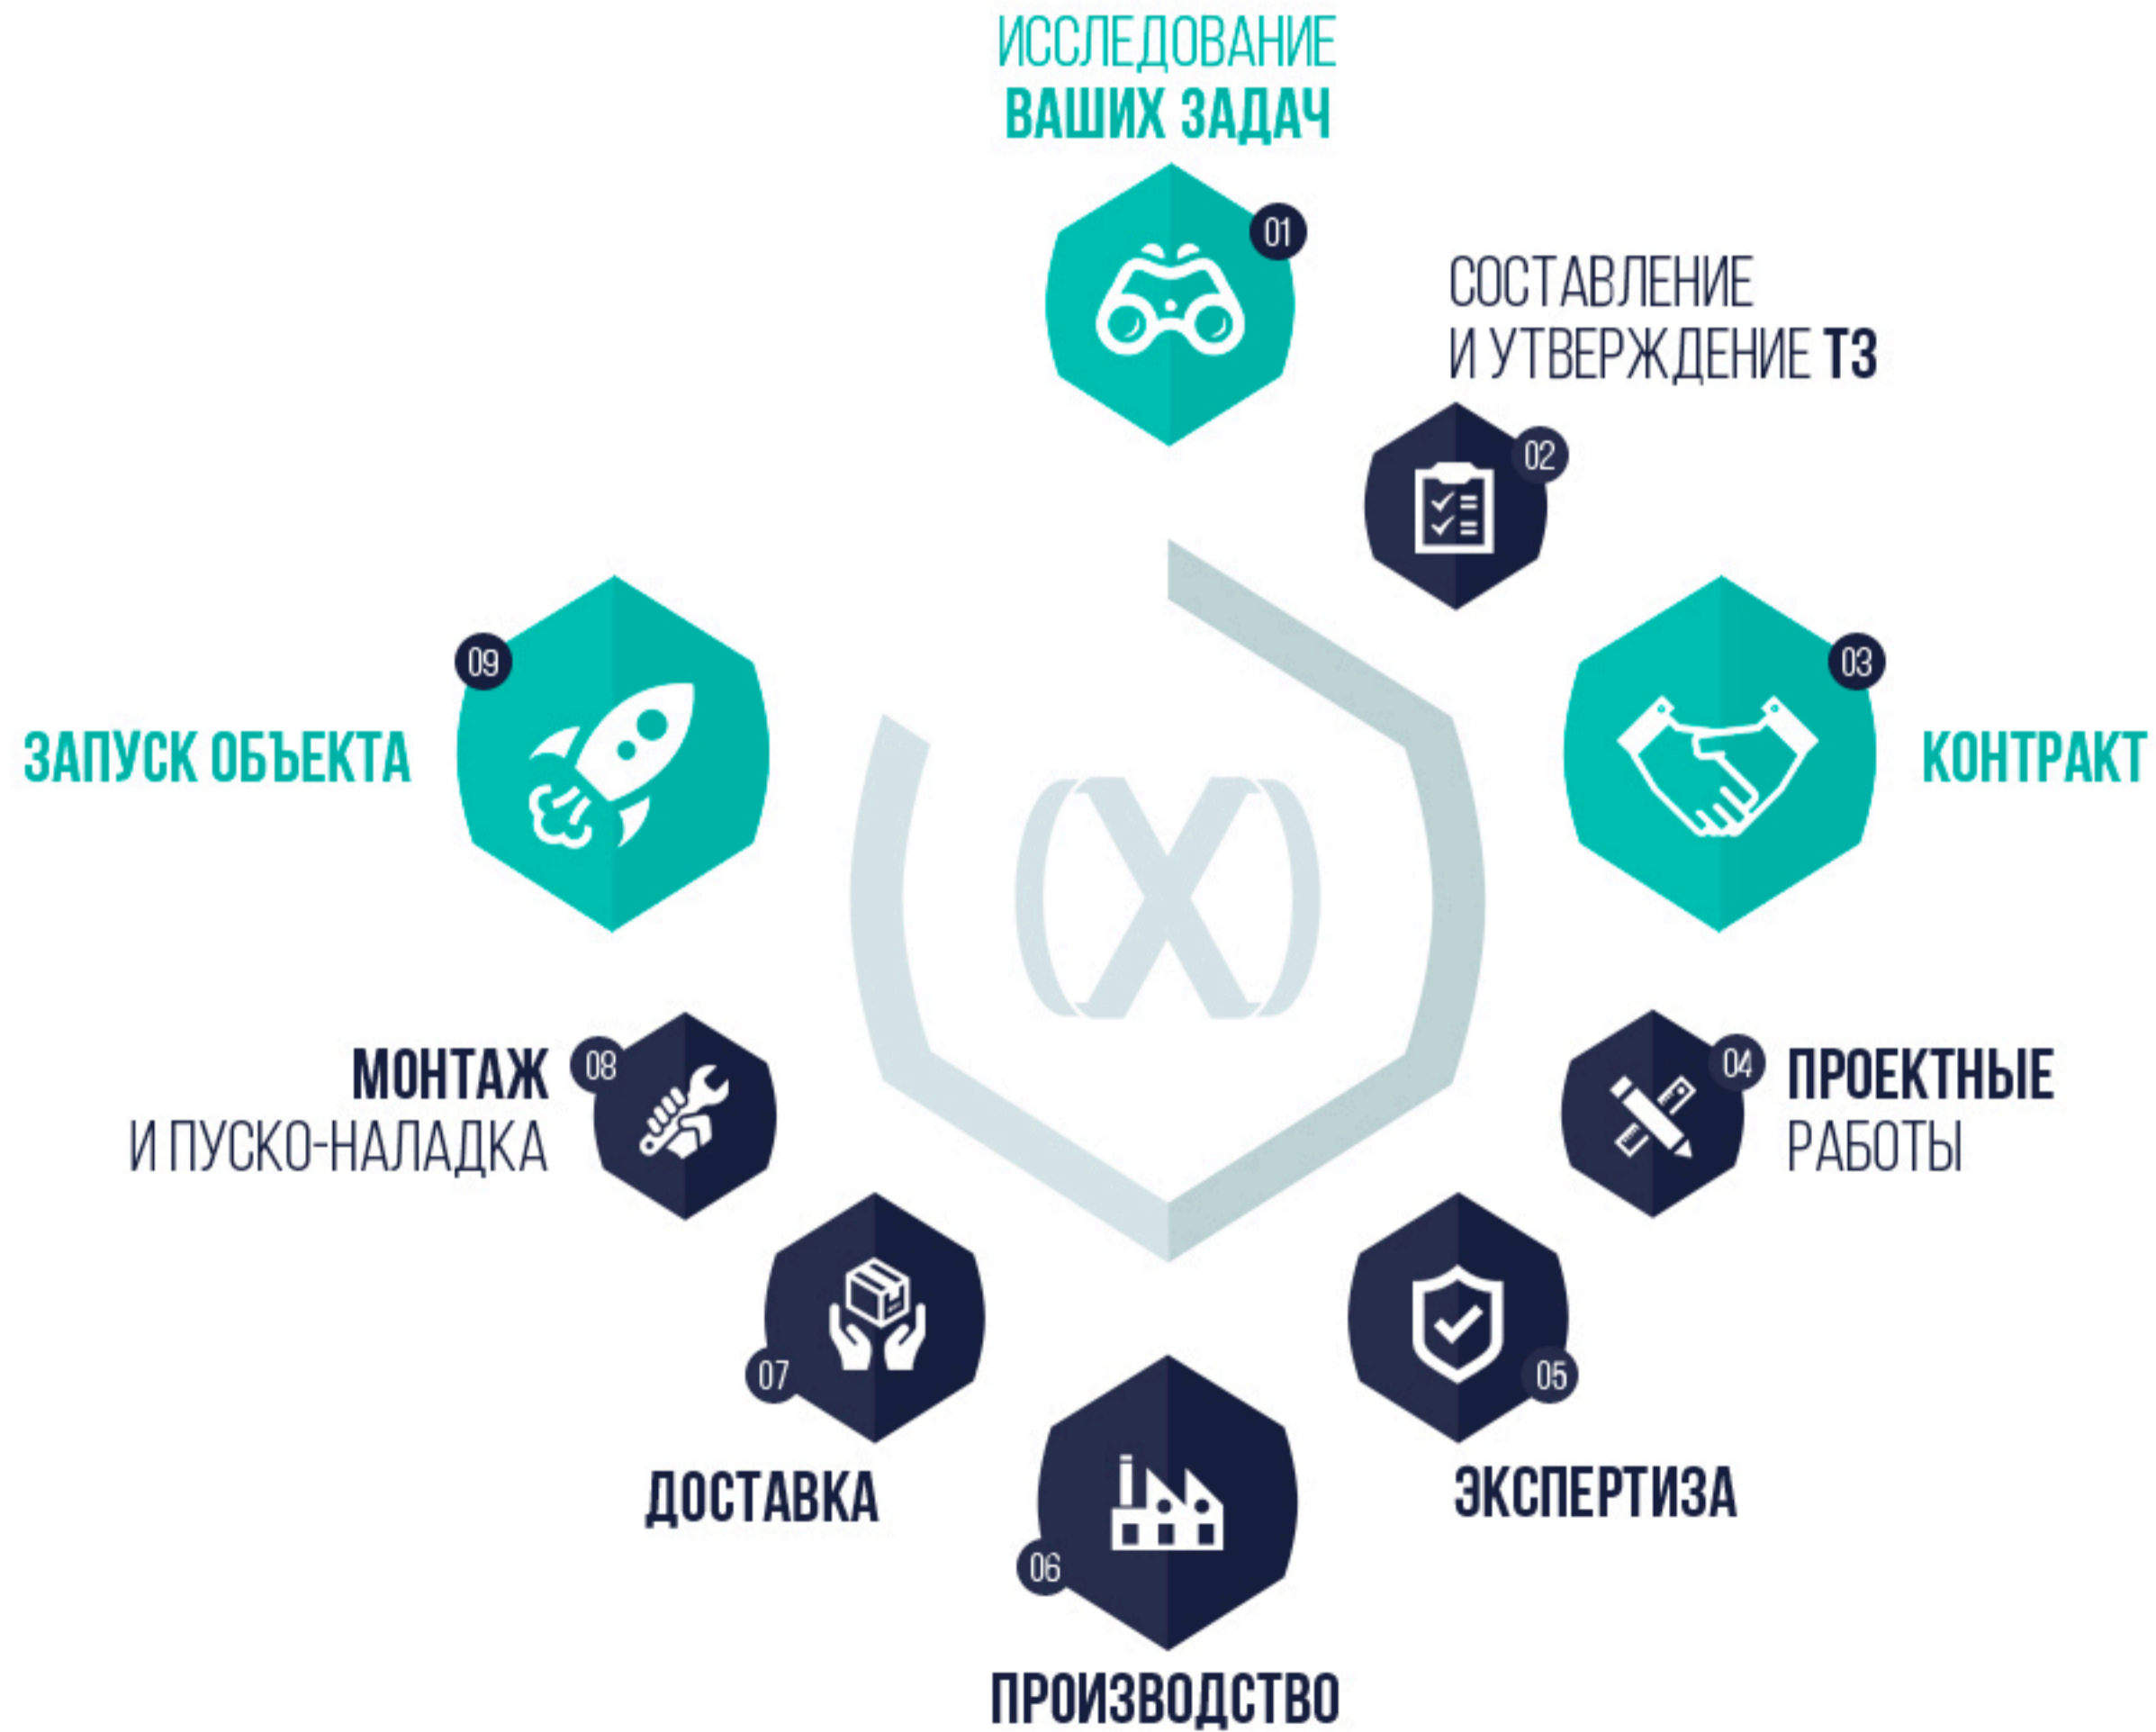 ИССЛЕДОВАНИЕ
ВАШИХ ЗАДАЧ
01
СОСТАВЛЕНИЕ
И УТВЕРЖДЕНИЕ ТЗ
02
03
КОНТРАКТ
04
ПРОЕКТНЫЕ
РАБОТЫ
05
ЭКСПЕРТИЗА
06
ПРОИЗВОДСТВО
07
ДОСТАВКА
08
МОНТАЖ
И ПУСКО-НАЛАДКА
09
ЗАПУСК ОБЪЕКТА
(X)